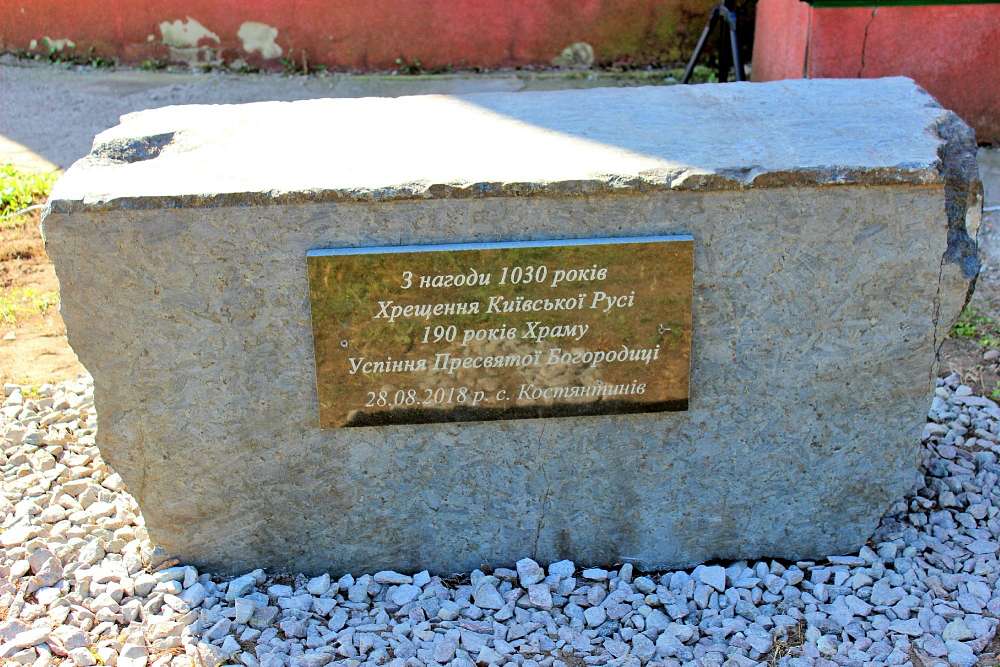 З нагоди 1030 років
Хрещення Київської Русі
190 років Храму
Успіння Пресвятої Богородиці
28.08.2018 р. с. Костянтинів